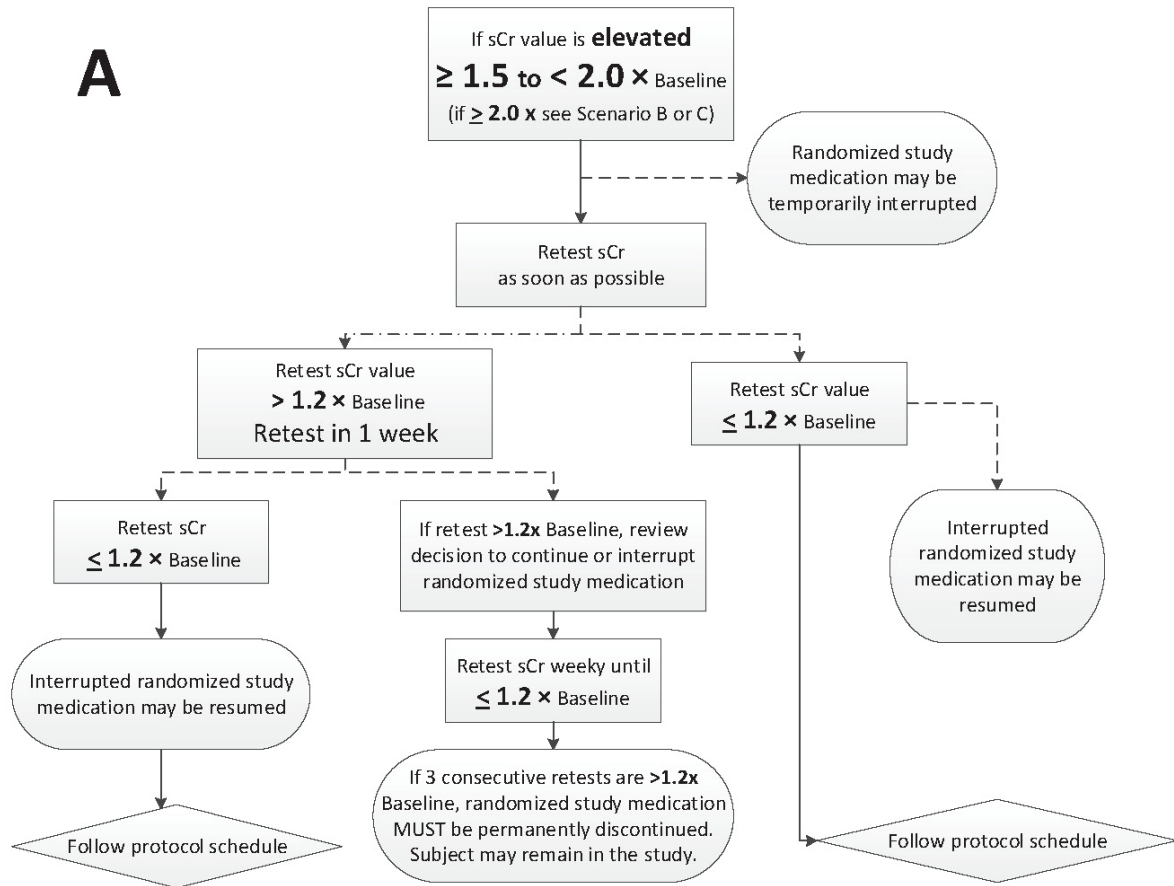 A
If sCr value is elevated
≥ 1.5 to < 2.0 × Baseline
(if ≥ 2.0 x see Scenario B or C)
Randomized study
medication may be
temporarily interrupted
Retest sCr
as soon as possible
Retest sCr value
> 1.2 × Baseline
Retest in 1 week
Retest sCr value
≤ 1.2 × Baseline
Retest sCr
≤ 1.2 × Baseline
If retest >1.2x Baseline, review
decision to continue or interrupt
randomized study medication
Interrupted
randomized study
medication may be
resumed
Interrupted randomized study
medication may be resumed
Retest sCr weeky until
≤ 1.2 × Baseline
If 3 consecutive retests are >1.2x
Baseline, randomized study medication
MUST be permanently discontinued.
Subject may remain in the study.
Follow protocol schedule
Follow protocol schedule